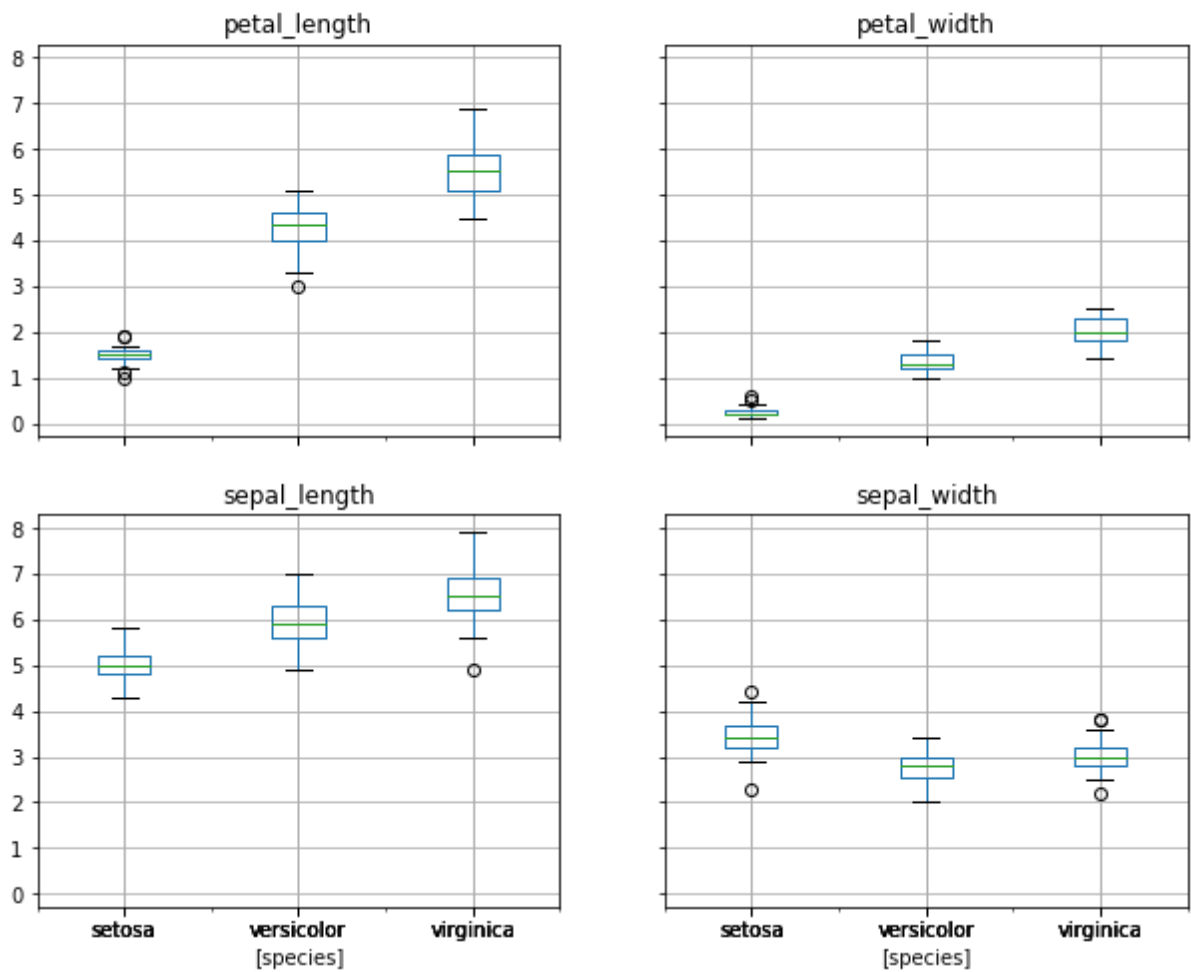 petal_length
petal_width
8
7
6
5
4
3
2
1
0
sepal_length
sepal_width
8
7
6
5
4
3
2
1
0
setosa
versicolor
virginica
setosa
versicolor
virginica
[species]
[species]